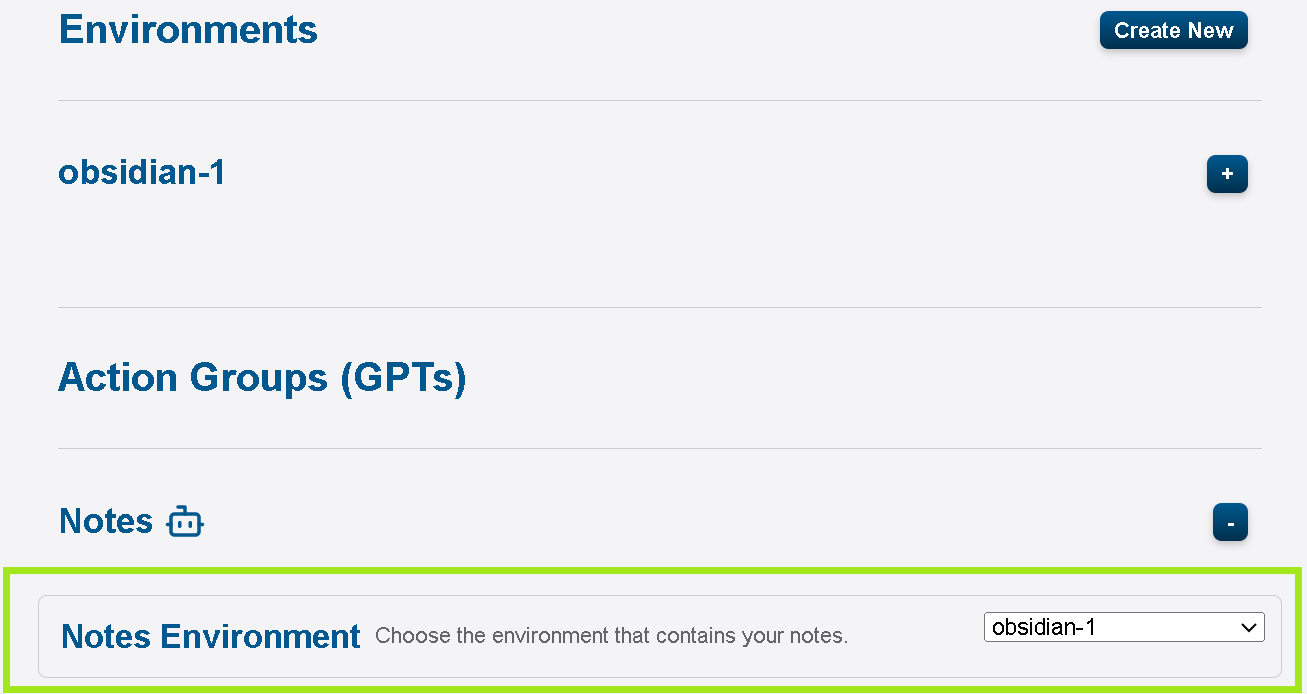 Environments
Create New
obsidian-1
+
Action Groups (GPTs)
Notes
-
Notes Environment Choose the environment that contains your notes. obsidian-1